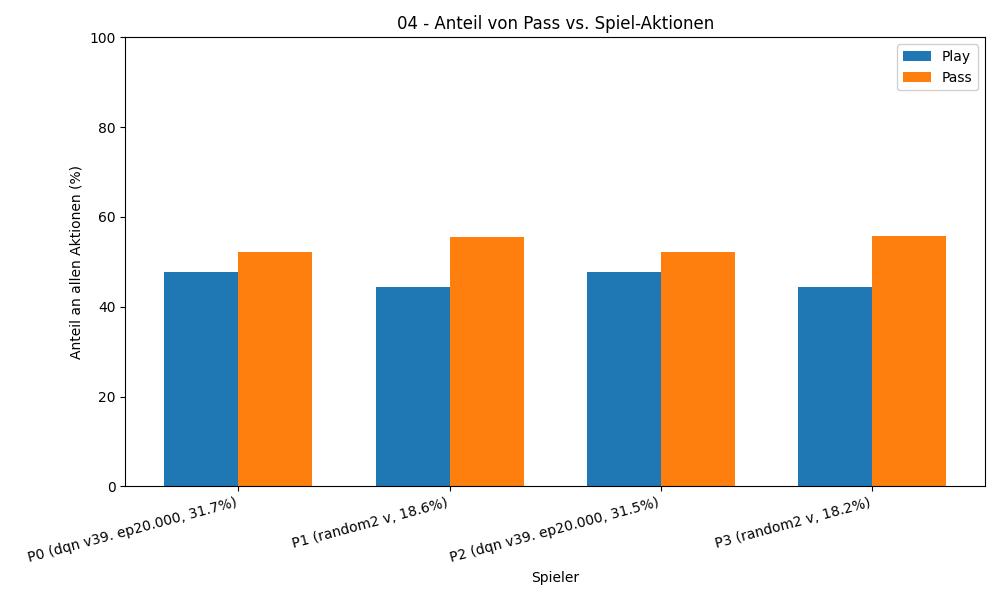 04 - Anteil von Pass vs. Spiel-Aktionen
Play
Pass
Anteil an allen Aktionen (%)
100
80
60
40
20
0
P0 (dqn v39. ep20.000, 31.7%)
P1 (random2 v, 18.6%)
P2 (dqn v39. ep20.000, 31.5%)
P3 (random2 v, 18.2%)
Spieler